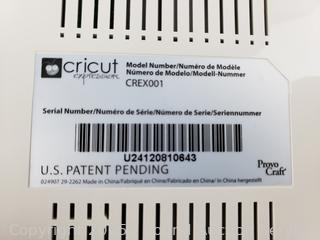 cricut
expression
Model Number/Numéro de Modèle
Número de Modelo/Modell-Nummer
CREX001
Serial Number/Numéro de Série/Número de Serie/Seriennummer
U24120810643
U.S. PATENT PENDING
Provo
Craft
024907 29-2262 Made in China/Fabriqué en Chine/Fabricado en China/ In China hergestellt
Copyright